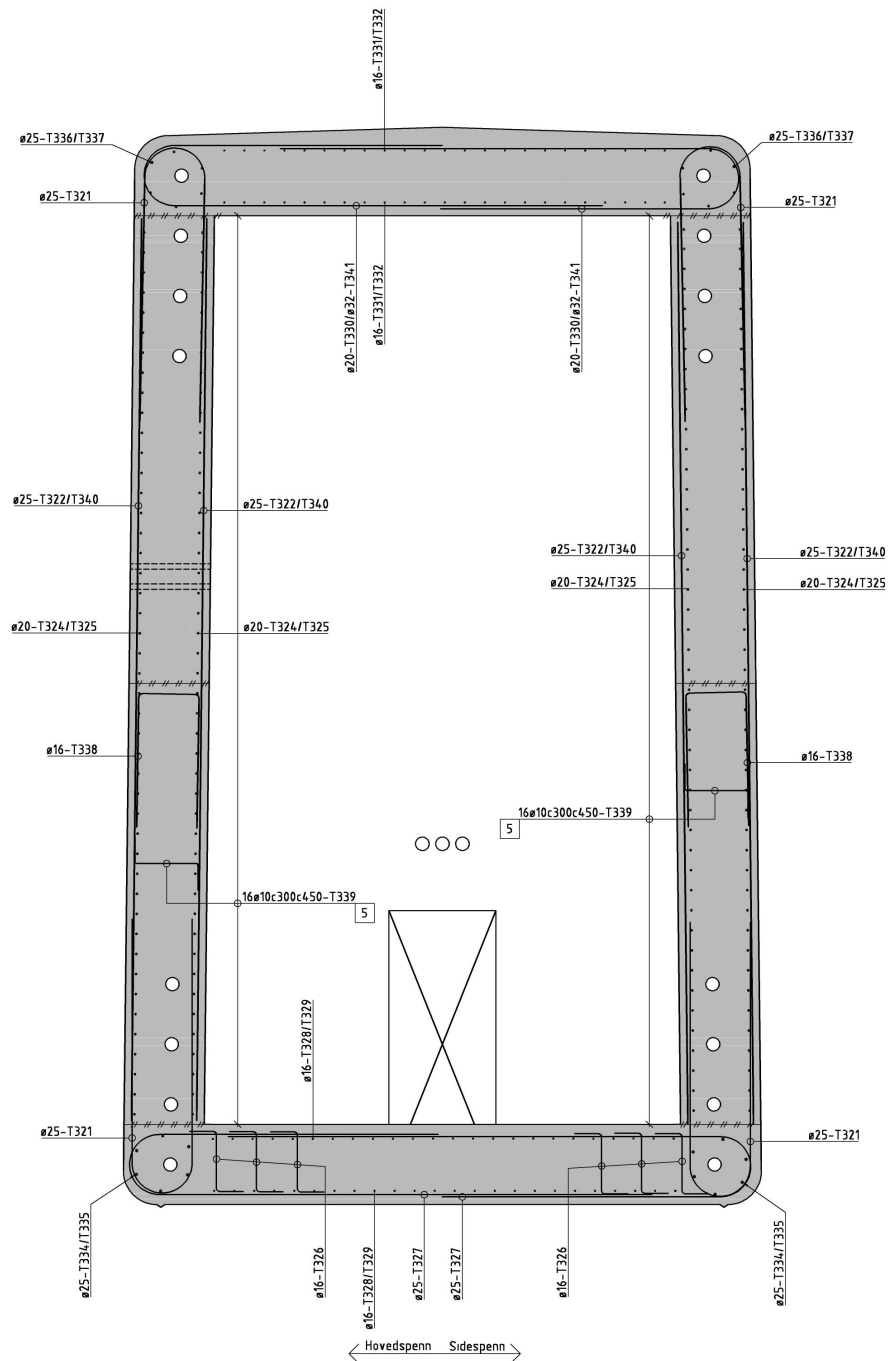 ø16-T331/T332
ø25-T336/T337
ø25-T336/T337
ø25-T321
ø25-T321
ø20-T330/ø32-T341
ø16-T331/T332
ø20-T330/ø32-T341
ø25-T322/T340
ø25-T322/T340
ø25-T322/T340
ø25-T322/T340
ø20-T324/T325
ø20-T324/T325
ø20-T324/T325
ø20-T324/T325
ø16-T338
ø16-T338
16ø10c300c450-T339
5
16ø10c300c450-T339
5
ø16-T328/T329
ø25-T321
ø25-T321
ø25-T334/T335
ø16-T326
ø16-T328/T329
ø25-T327
ø25-T327
ø16-T326
ø25-T334/T335
Hovedspenn Sidespenn